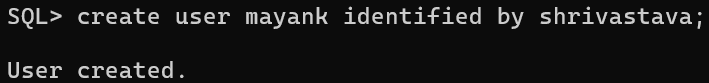 SQL> create user mayank identified by shrivastava;
User created.